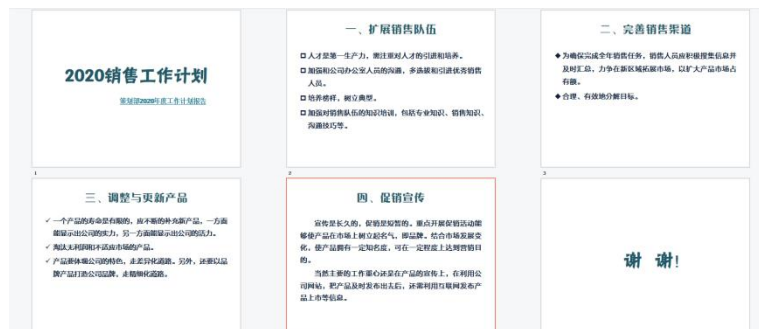 2020销售工作计划
策划部2020年度工作计划报告
1
一、扩展销售队伍
人才是第一生产力，需注重对人才的引进和培养。
加强和公司办公室人员的沟通，多选拔和引进优秀销售
人员。
培养榜样，树立典型。
加强对销售队伍的知识培训，包括专业知识、销售知识、
沟通技巧等。
2
二、完善销售渠道
为确保完成全年销售任务，销售人员应积极搜集信息并
及时汇总，力争在新区域拓展市场，以扩大产品市场占
有额。
合理、有效地分解目标。
3
三、调整与更新产品
✓ 一个产品的寿命是有限的，应不断的补充新产品，一方面
能显示出公司的实力，另一方面能显示出公司的活力。
✓ 淘汰无利润和不适应市场的产品。
✓ 产品要体现公司的特色，走差异化道路。另外，还要以品
牌产品打造公司品牌、走精细化道路。
四、促销宣传
宣传是长久的，促销是短暂的。重点开展促销活动能
够使产品在市场上树立起名气，即品牌。结合市场发展变
化，使产品拥有一定知名度，可在一定程度上达到营销目
的。
当然主要的工作重心还是在产品的宣传上，在利用公
司网站，把产品及时发布出去后，还需利用互联网发布产
品上市等信息。
谢 谢!